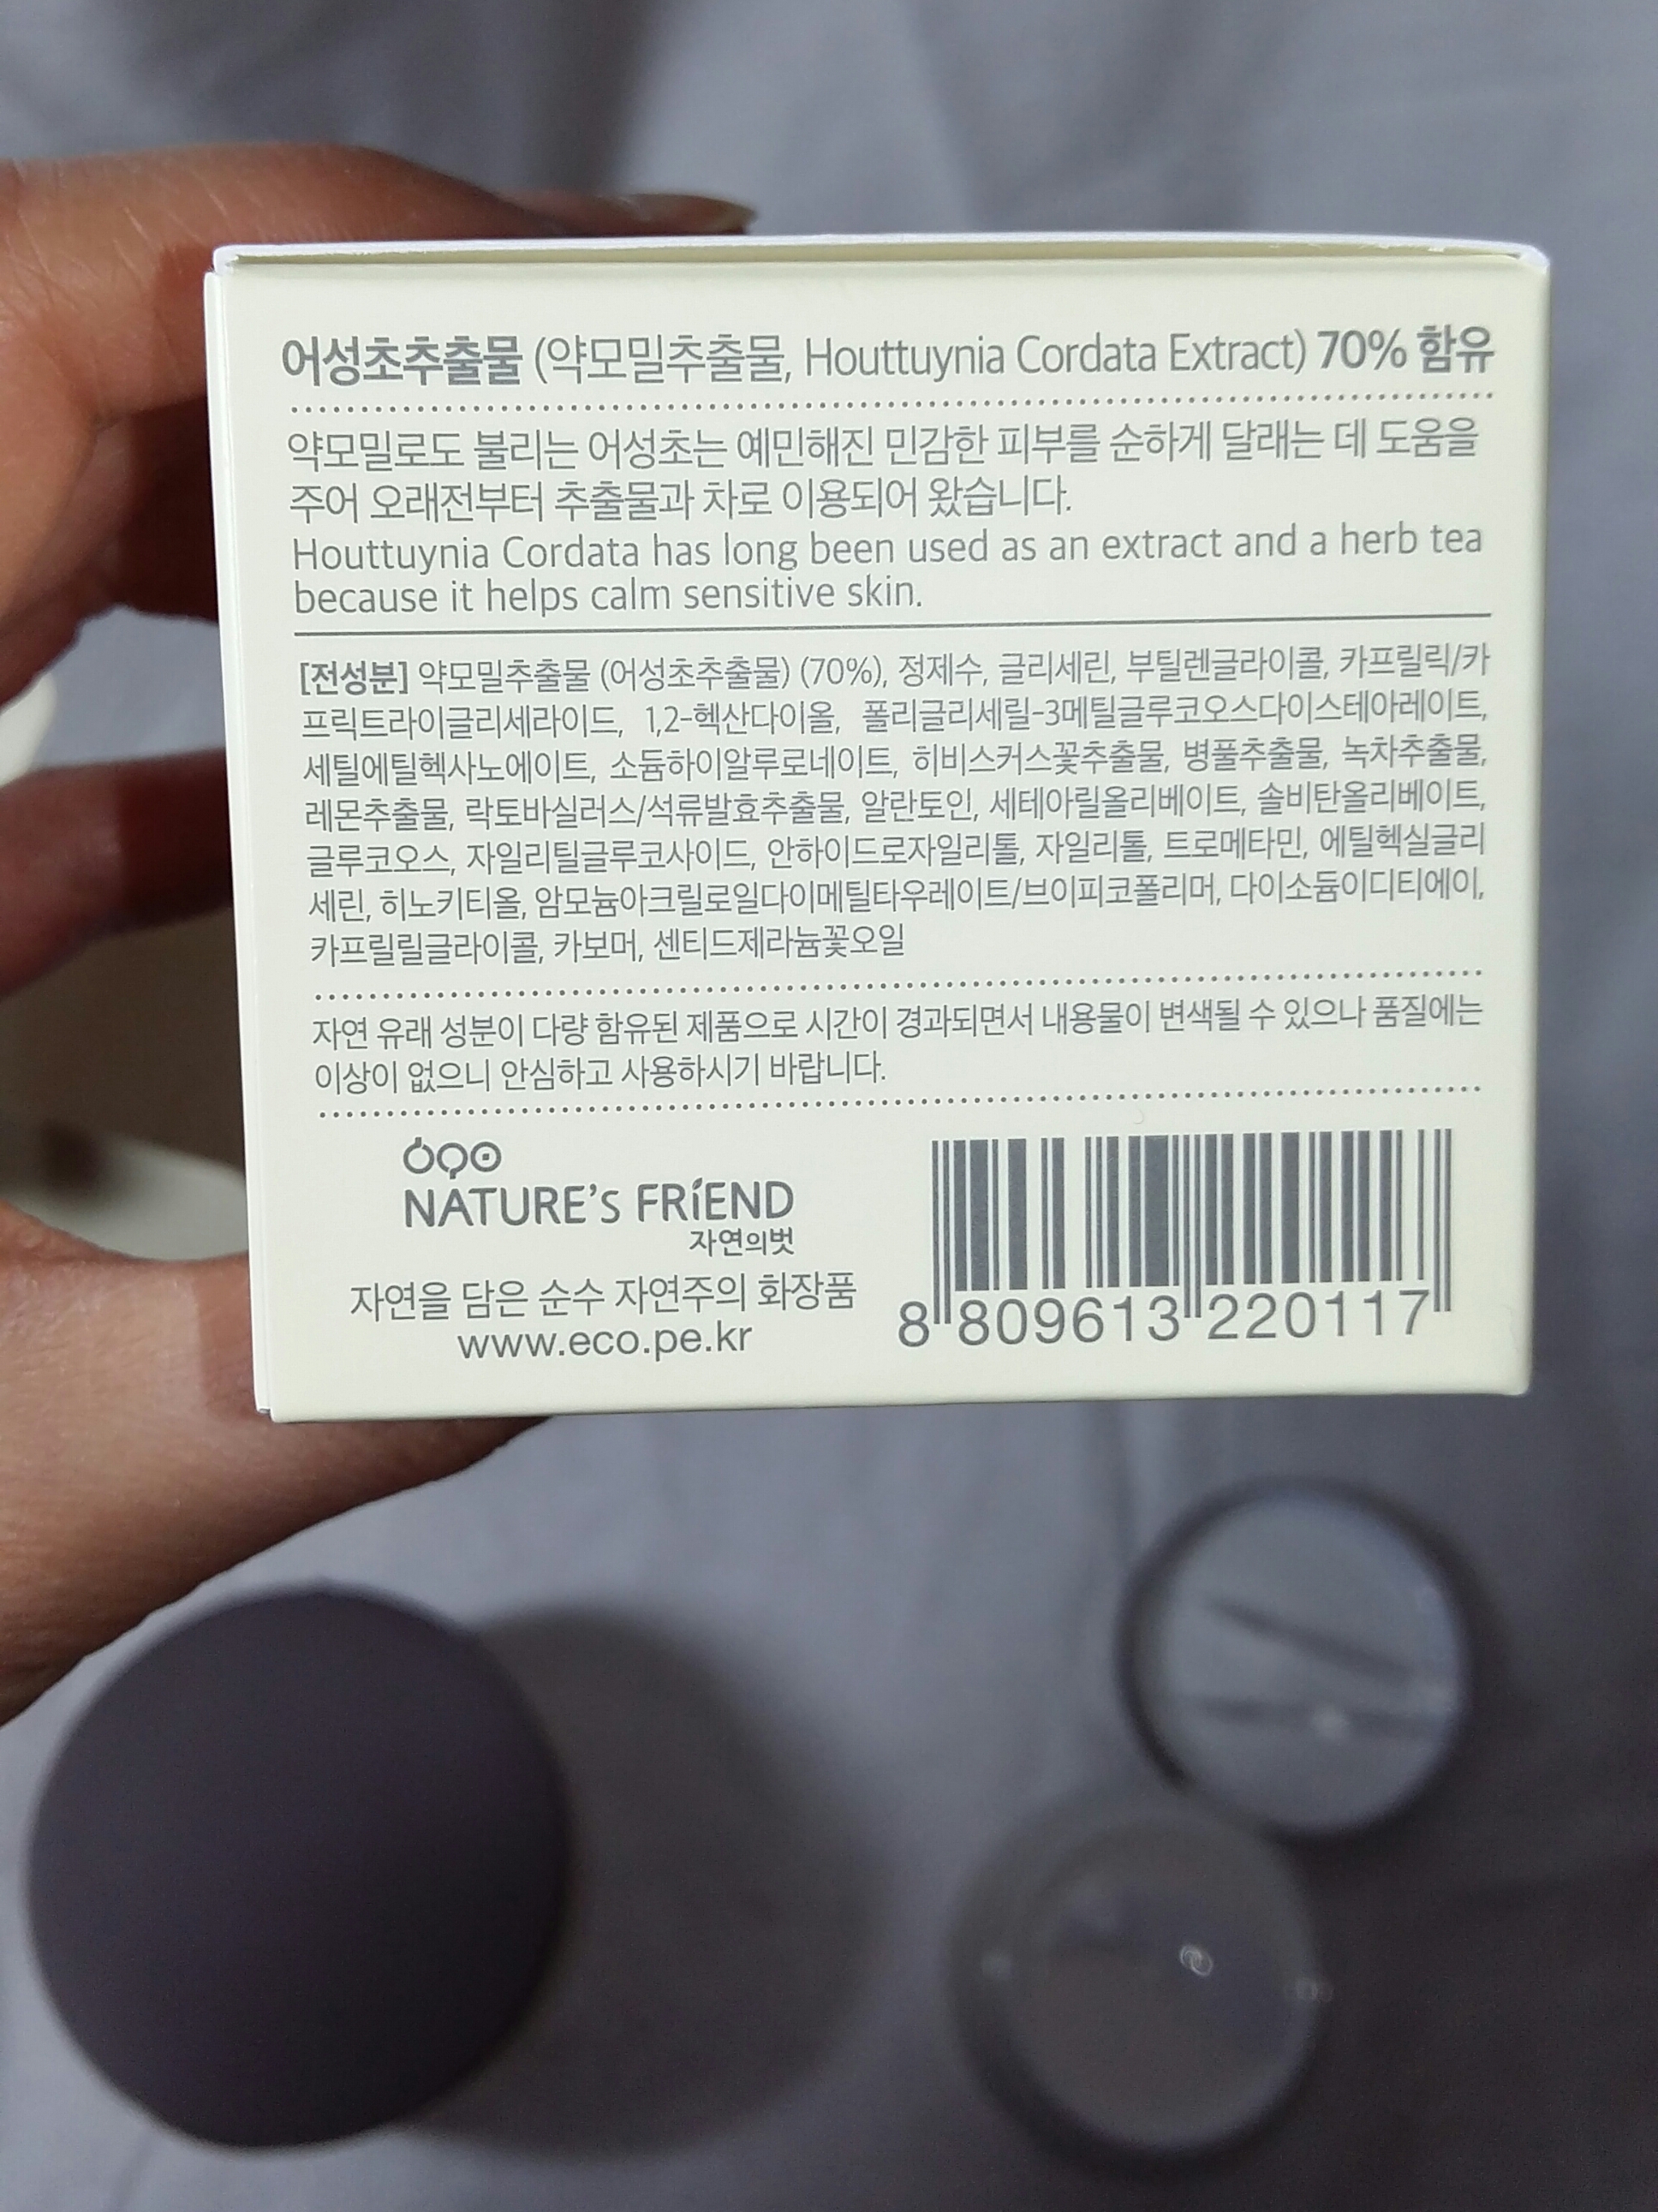 어성초추출물 (약모밀추출물, Houttuynia Cordata Extract) 70% 함유
약모밀로도 불리는 어성초는 예민해진 민감한 피부를 순하게 달래는 데 도움을
주어 오래전부터 추출물과 차로 이용되어 왔습니다.
Houttuynia Cordata has long been used as an extract and a herb tea
because it helps calm sensitive skin.
[전성분] 약모밀추출물 (어성초추출물) (70%), 정제수, 글리세린, 부틸렌글라이콜, 카프릴릭/카
프릭트라이글리세라이드, 1,2-헥산다이올, 폴리글리세릴-3메틸글루코오스다이스테아레이트,
세틸에틸헥사노에이트, 소듐하이알루로네이트, 히비스커스꽃추출물, 병풀추출물, 녹차추출물,
레몬추출물, 락토바실러스/석류발효추출물, 알란토인, 세테아릴올리베이트, 솔비탄올리베이트,
글루코오스, 자일리틸글루코사이드, 안하이드로자일리톨, 자일리톨, 트로메타민, 에틸헥실글리
세린, 히노키티올, 암모늄아크릴로일다이메틸타우레이트/브이피코폴리머, 다이소듐이디티에이,
카프릴릴글라이콜, 카보머, 센티드제라늄꽃오일
자연 유래 성분이 다량 함유된 제품으로 시간이 경과되면서 내용물이 변색될 수 있으나 품질에는
이상이 없으니 안심하고 사용하시기 바랍니다.
NATURE's FRiEND
자연의벗
자연을 담은 순수 자연주의 화장품
www.eco.pe.kr
8 809613 220117